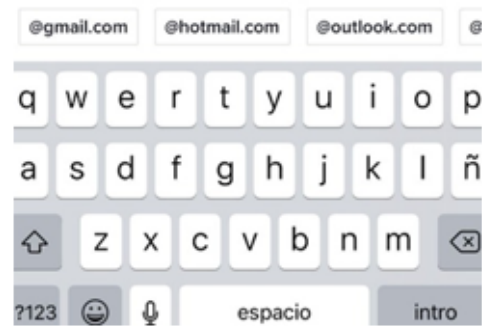 @gmail.com @hotmail.com @outlook.com @
q w e r t y u i o p
a s d f g h j k l ñ
z x c v b n m
?123 espacio intro